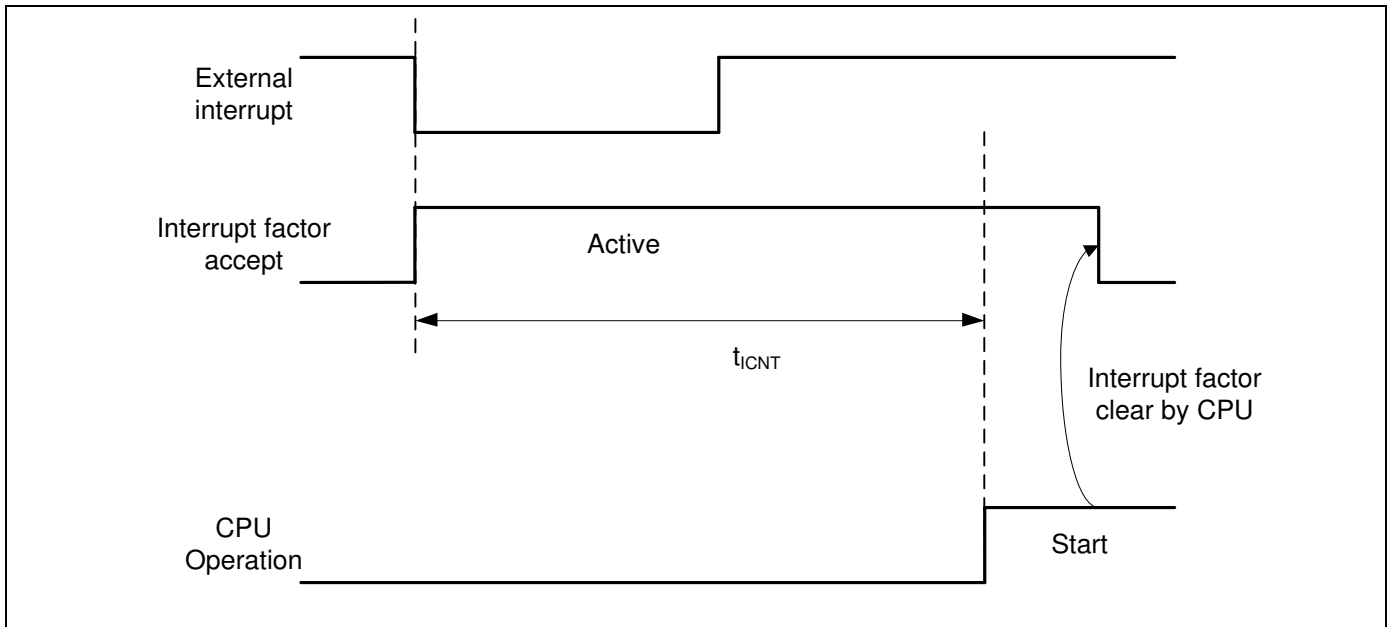 External
interrupt
Interrupt factor
accept
Active
tICNT
Interrupt factor
clear by CPU
CPU
Operation
Start